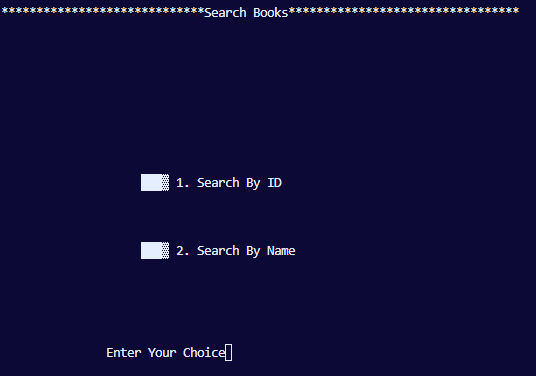 *****************************Search Books*********************************
███▓ 1. Search By ID
███▓ 2. Search By Name
Enter Your Choice